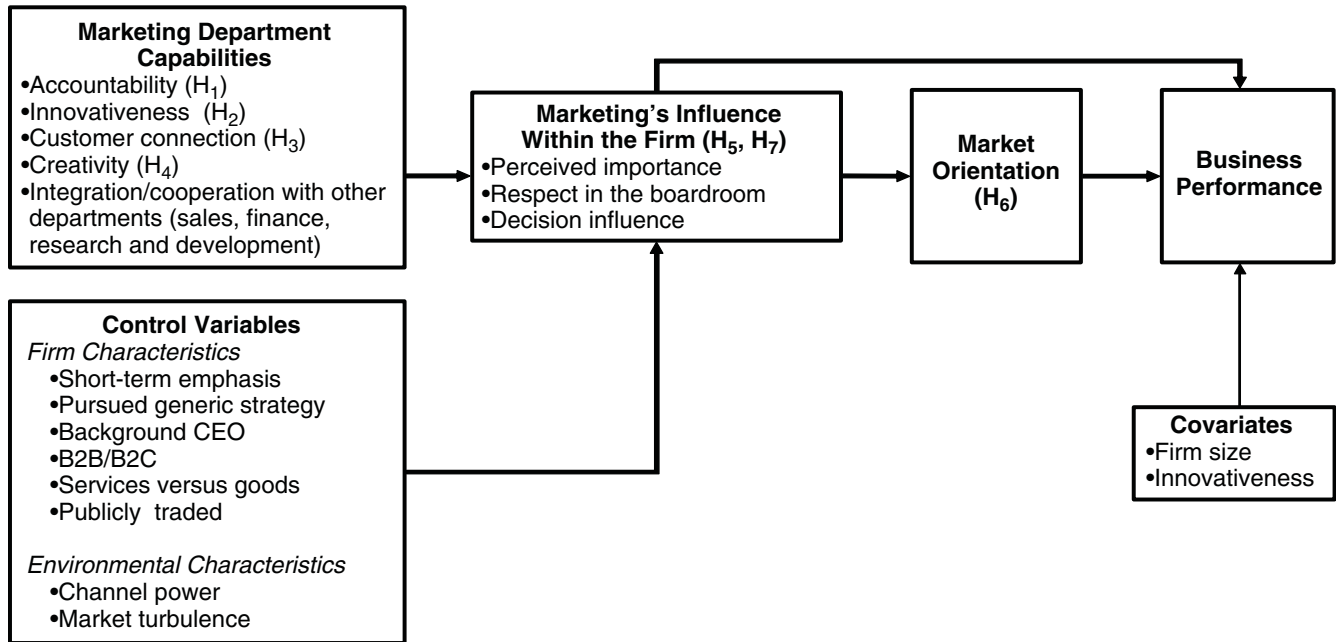 Marketing Department
Capabilities
•Accountability (H₁)
•Innovativeness (H₂)
•Customer connection (H₃)
•Creativity (H₄)
•Integration/cooperation with other
departments (sales, finance,
research and development)
Marketing's Influence
Within the Firm (H₅, H₇)
•Perceived importance
•Respect in the boardroom
•Decision influence
Market
Orientation
(H₆)
Business
Performance
Control Variables
Firm Characteristics
•Short-term emphasis
•Pursued generic strategy
•Background CEO
•B2B/B2C
•Services versus goods
•Publicly traded
Environmental Characteristics
•Channel power
•Market turbulence
Covariates
•Firm size
•Innovativeness